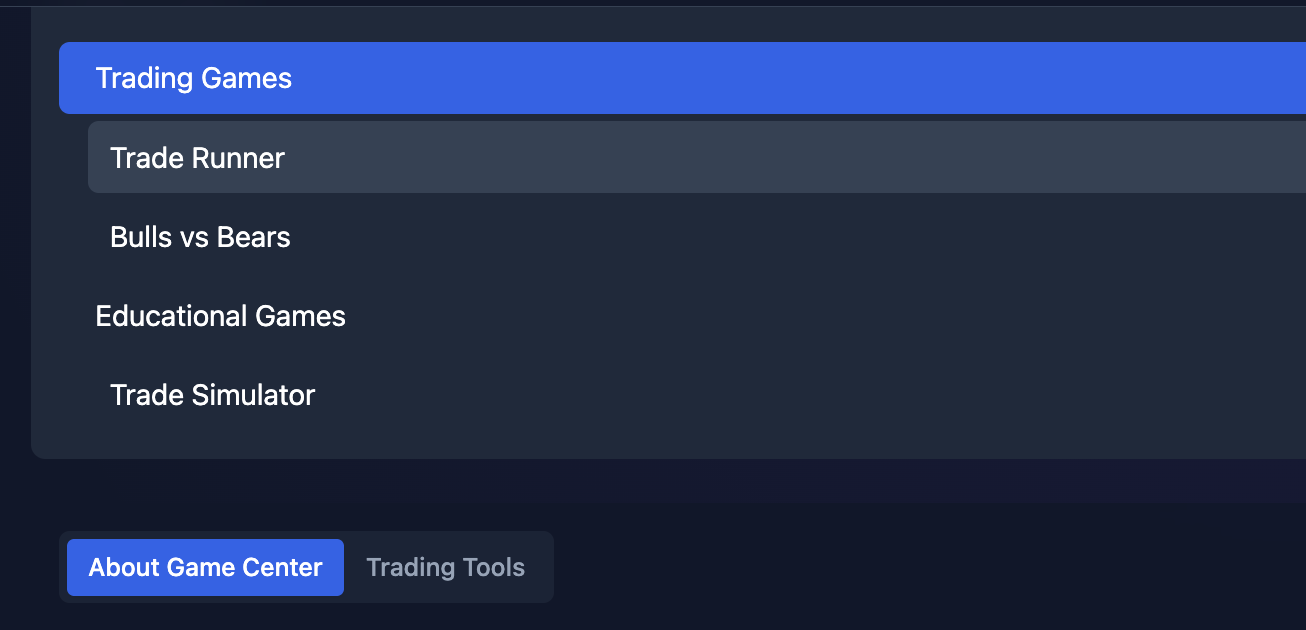 Trading Games
Trade Runner
Bulls vs Bears
Educational Games
Trade Simulator
About Game Center Trading Tools